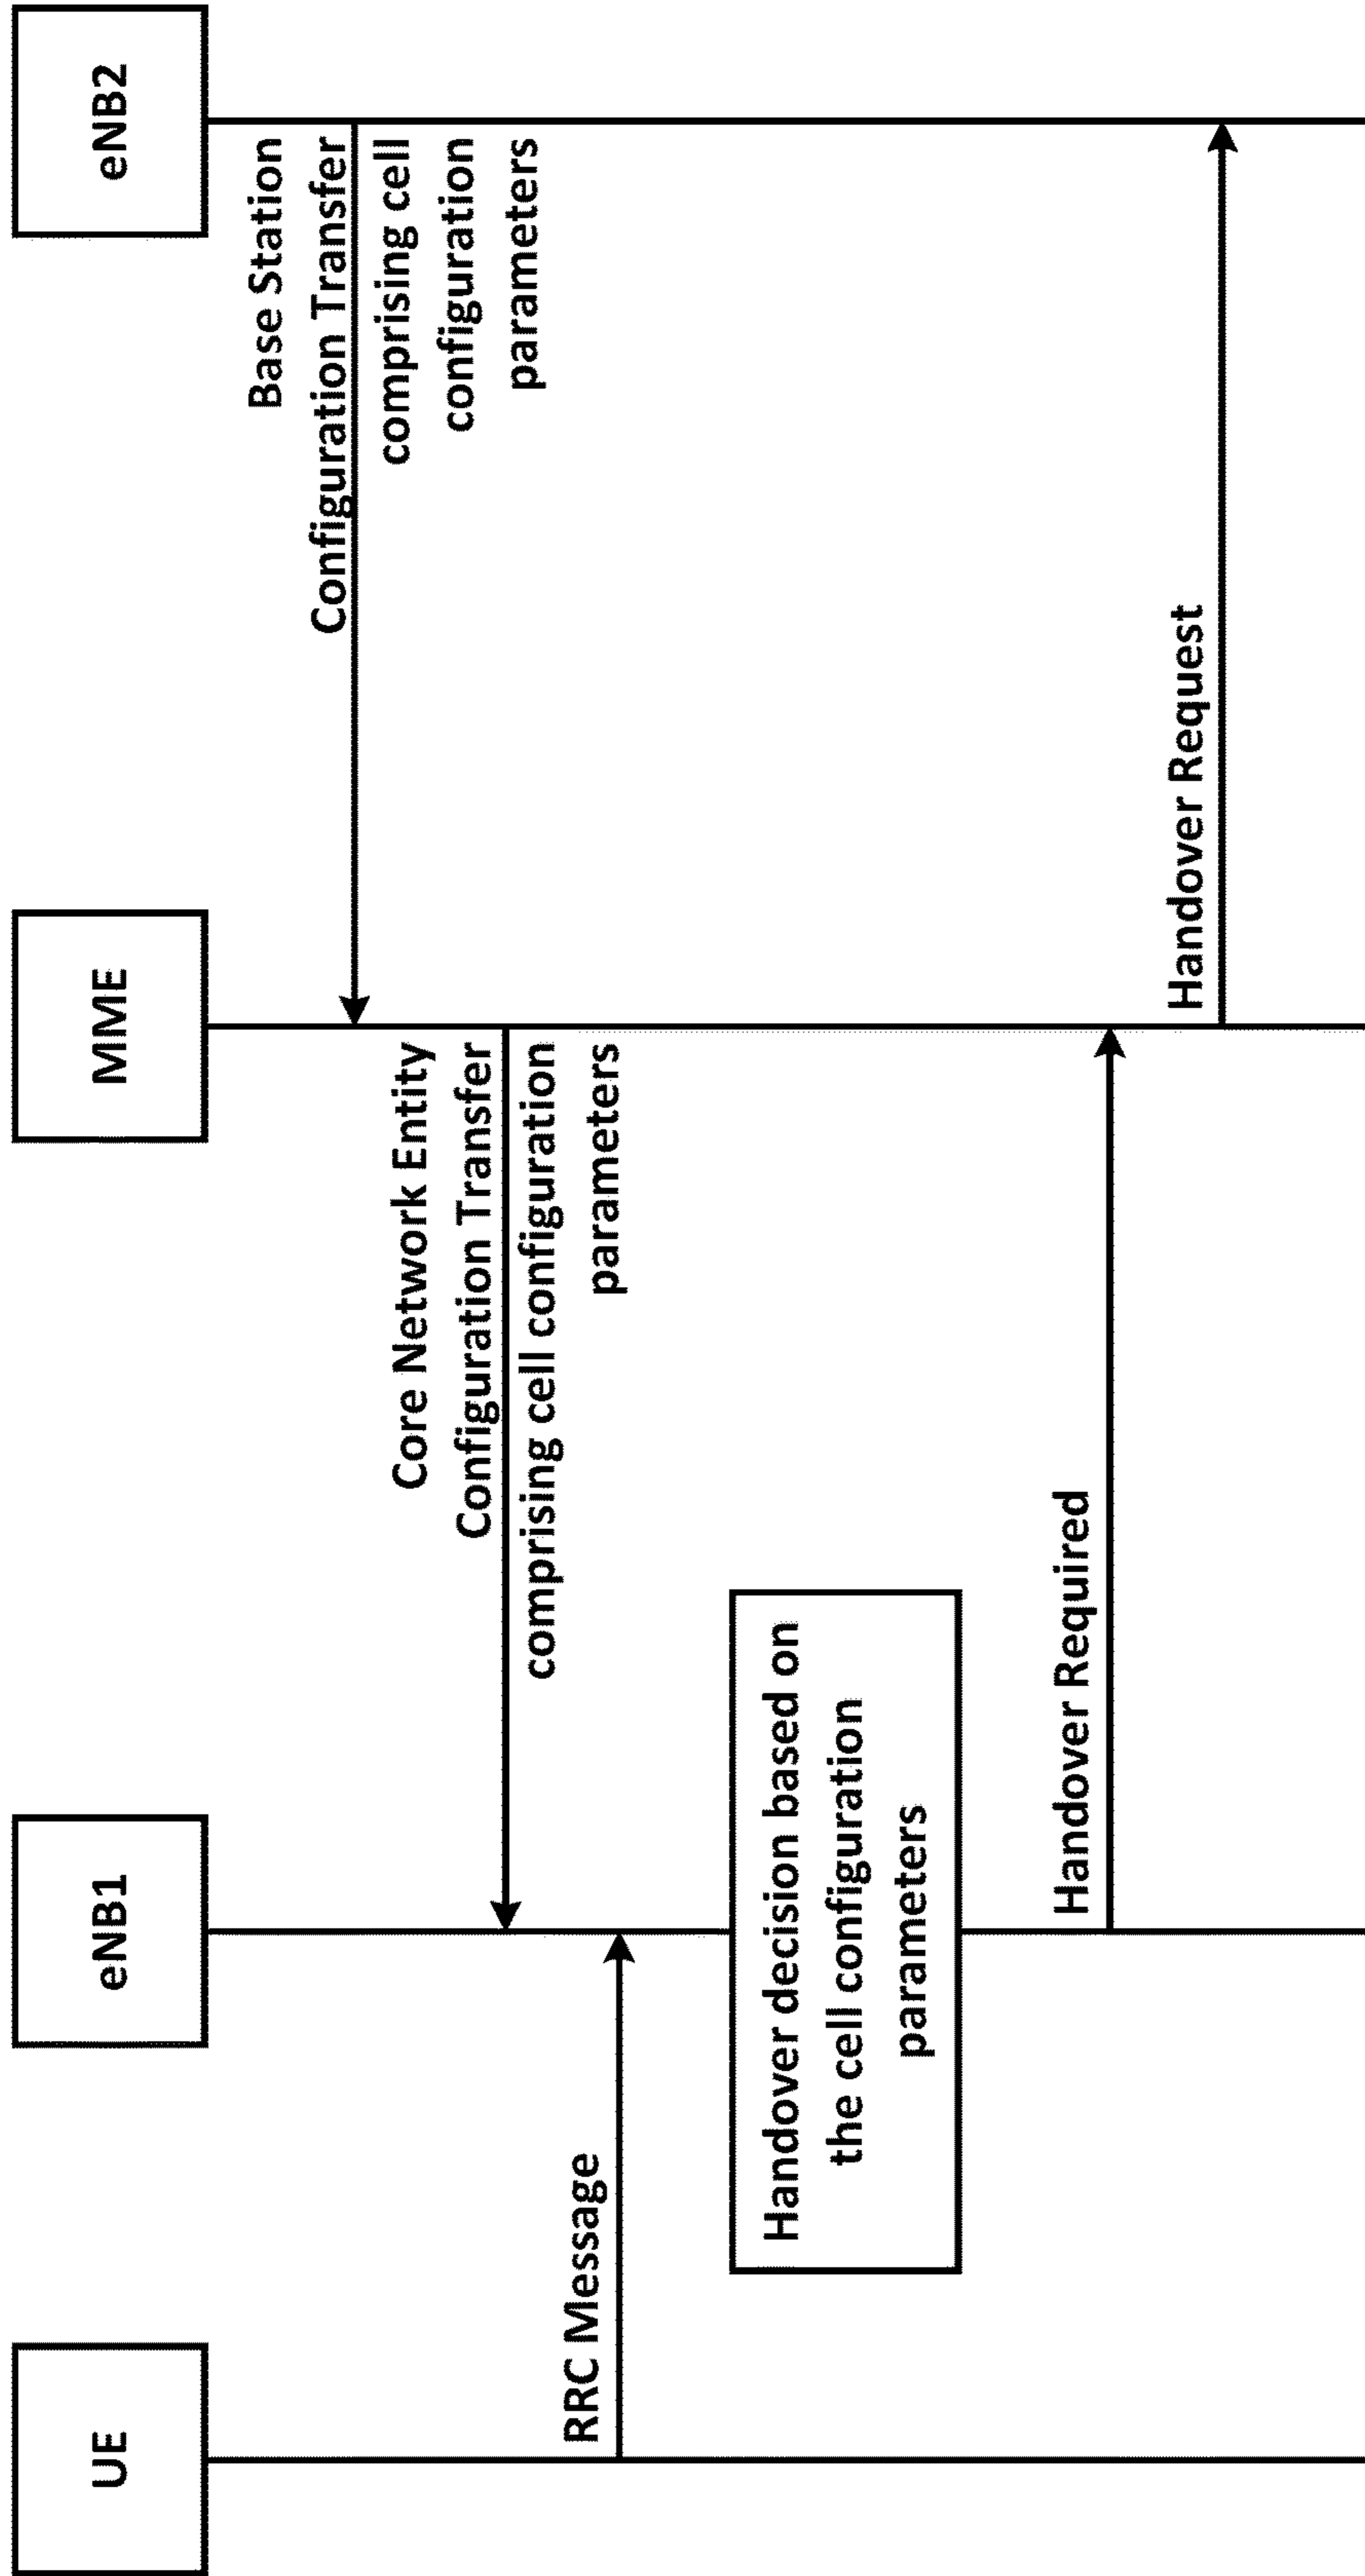 UE
eNB1
MME
eNB2
Base Station
Configuration Transfer
comprising cell
configuration
parameters
Core Network Entity
Configuration Transfer
comprising cell configuration
parameters
RRC Message
Handover decision based on
the cell configuration
parameters
Handover Required
Handover Request